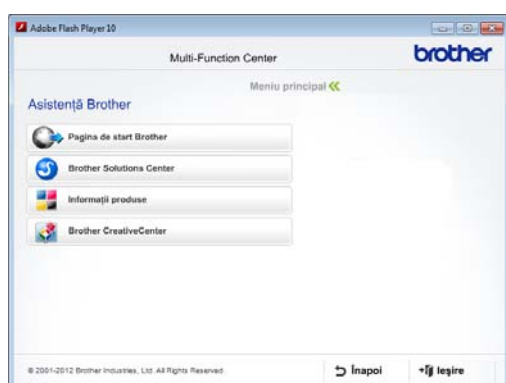 Adobe Flash Player 10
Multi-Function Center
brother
Meniu principal
Asistență Brother
Pagina de start Brother
Brother Solutions Center
Informații produse
Brother CreativeCenter
© 2001-2012 Brother Industries, Ltd. All Rights Reserved.
Înapoi
Ieşire